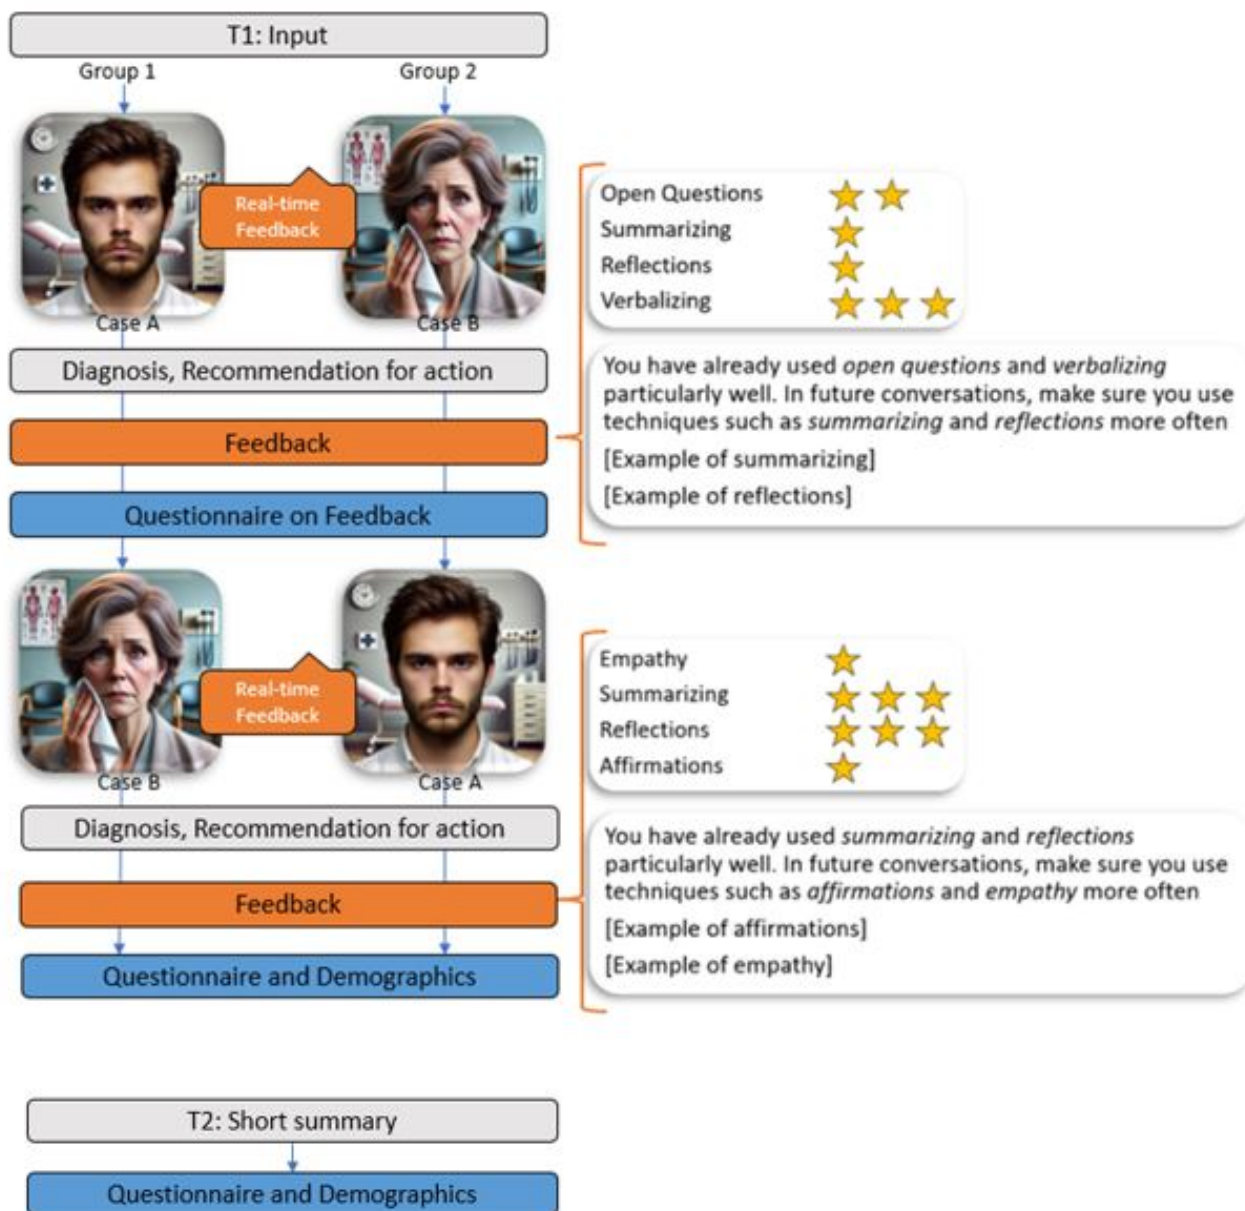 T1: Input
Group 1
Group 2
Real-time
Feedback
Case A
Case B
Diagnosis, Recommendation for action
Feedback
Questionnaire on Feedback
Open Questions
Summarizing
Reflections
Verbalizing
You have already used open questions and verbalizing
particularly well. In future conversations, make sure you use
techniques such as summarizing and reflections more often
[Example of summarizing]
[Example of reflections]
Real-time
Feedback
Case B
Case A
Diagnosis, Recommendation for action
Feedback
Questionnaire and Demographics
Empathy
Summarizing
Reflections
Affirmations
You have already used summarizing and reflections
particularly well. In future conversations, make sure you use
techniques such as affirmations and empathy more often
[Example of affirmations]
[Example of empathy]
T2: Short summary
Questionnaire and Demographics